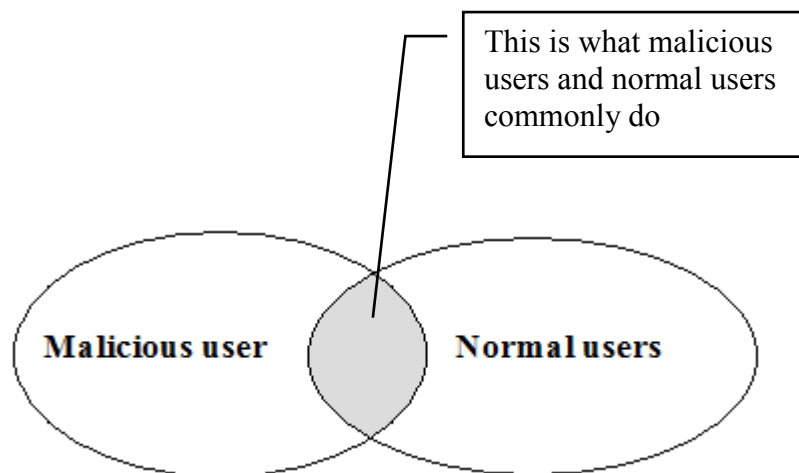 This is what malicious
users and normal users
commonly do
Malicious user
Normal users